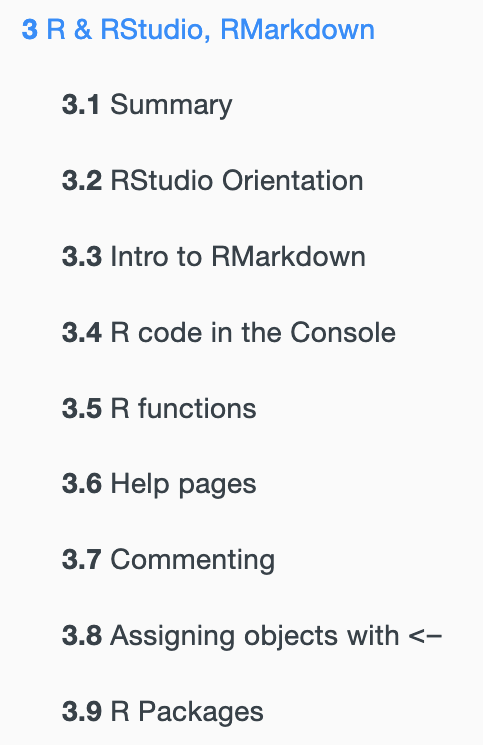 3 R & RStudio, RMarkdown
3.1 Summary
3.2 RStudio Orientation
3.3 Intro to RMarkdown
3.4 R code in the Console
3.5 R functions
3.6 Help pages
3.7 Commenting
3.8 Assigning objects with <–
3.9 R Packages